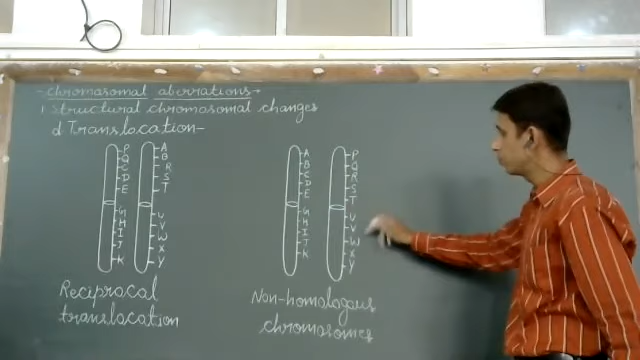 -Chromosomal aberrations-
1 Structural chromosomal changes
d Translocation-
P
Q
C
D
E
G
H
I
J
K
A
B
R
S
T
U
V
W
X
Y
Reciprocal
translocation
A
B
C
D
E
G
H
I
J
K
P
Q
R
S
T
U
V
W
X
Y
Non-homologous
chromosomes